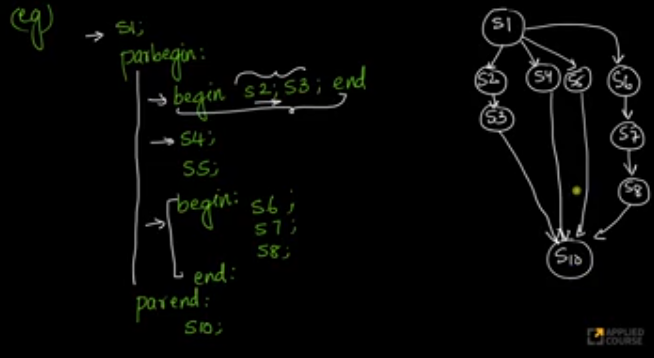 (eg)
→ S1;
parbegin:
→ begin S2; S3; end
→ S4;
S5;
→ begin: S6;
S7;
S8;
end:
parend:
S10;
S1
S2
S4
S5
S6
S3
S7
S8
S10
APPLIED
COURSE